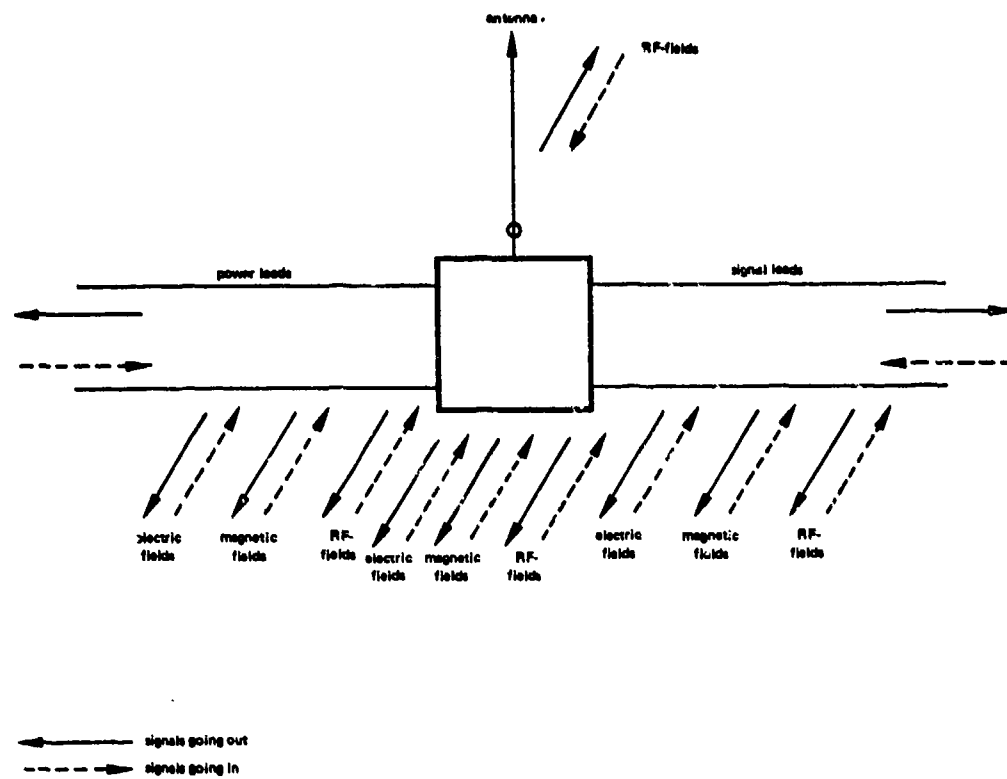 antenna
RF-fields
power leads
signal leads
electric
fields
magnetic
fields
RF-
fields
electric
fields
magnetic
fields
RF-
fields
electric
fields
magnetic
fields
RF-
fields
signals going out
signals going in